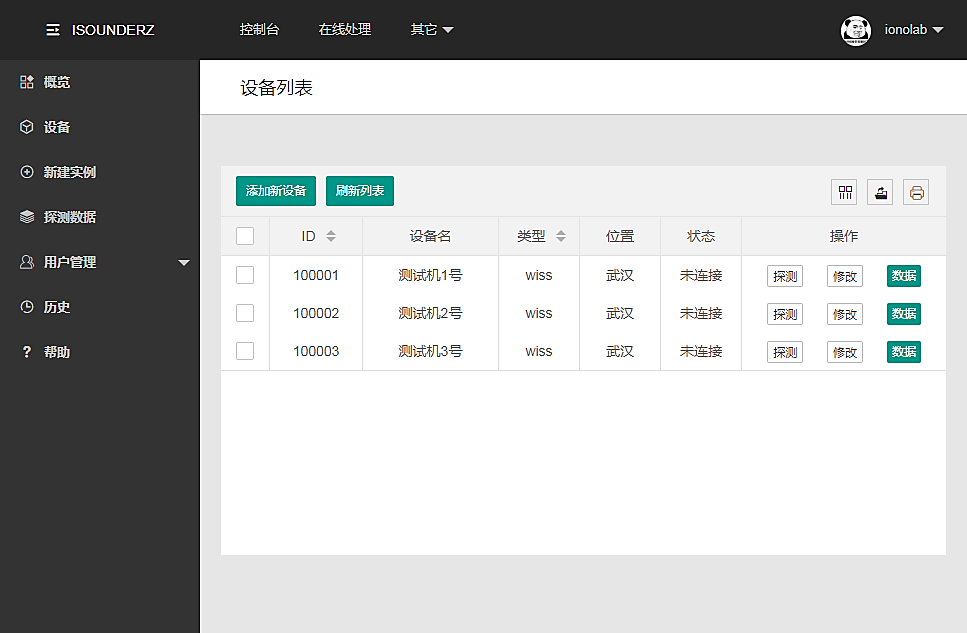 ISOUNDERZ 控制台 在线处理 其它 ionolab
概览
设备
新建实例
探测数据
用户管理
历史
? 帮助
设备列表
添加新设备 刷新列表
ID 设备名 类型 位置 状态 操作
100001 测试机1号 wiss 武汉 未连接 探测 修改 数据
100002 测试机2号 wiss 武汉 未连接 探测 修改 数据
100003 测试机3号 wiss 武汉 未连接 探测 修改 数据